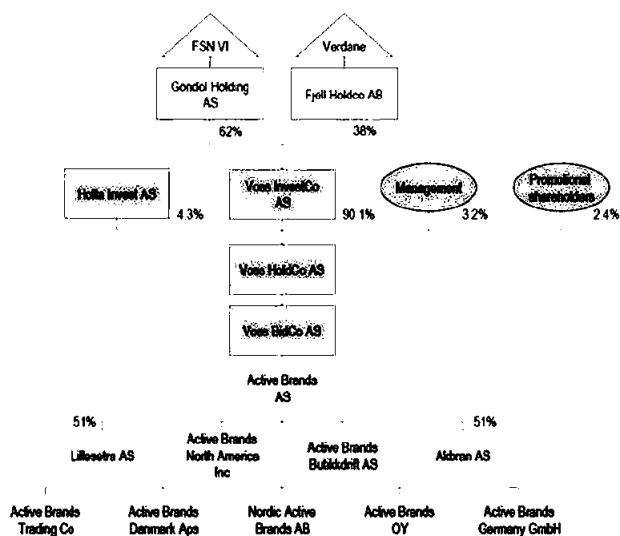 FSN VI
Verdane
Gondol Holding
AS
Fjell Holdco AB
62%
38%
Holta Invest AS
4.3%
Voss InvestCo
AS
90.1%
Management
3.2%
Promotional
shareholders
2.4%
Voss HoldCo AS
Voss BidCo AS
Active Brands
AS
51%
51%
Lillesetra AS
Active Brands
North America
Inc
Active Brands
Butikkdrift AS
Akbran AS
Active Brands
Trading Co
Active Brands
Danmark Aps
Nordic Active
Brands AB
Active Brands
OY
Active Brands
Germany GmbH